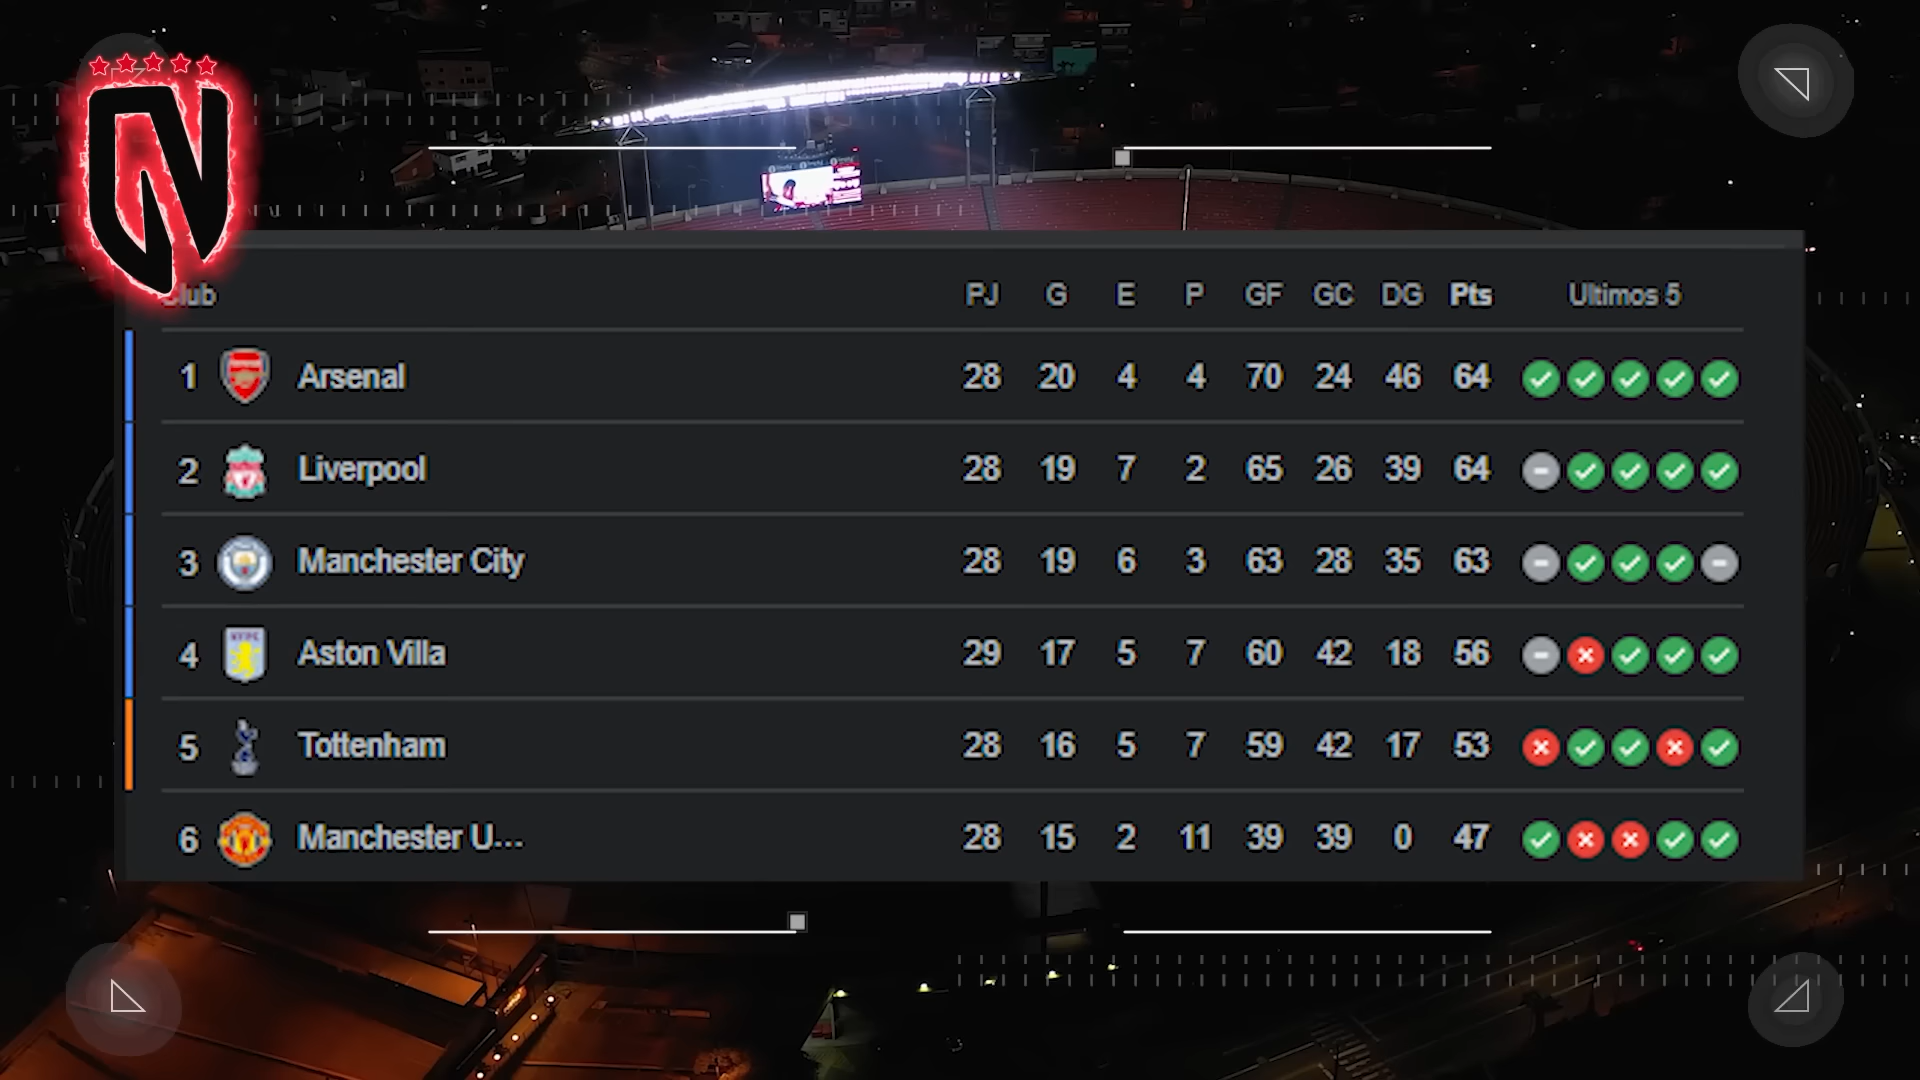 Club PJ G E P GF GC DG Pts Ultimos 5
1 Arsenal 28 20 4 4 70 24 46 64
2 Liverpool 28 19 7 2 65 26 39 64
3 Manchester City 28 19 6 3 63 28 35 63
4 Aston Villa 29 17 5 7 60 42 18 56
5 Tottenham 28 16 5 7 59 42 17 53
6 Manchester U... 28 15 2 11 39 39 0 47